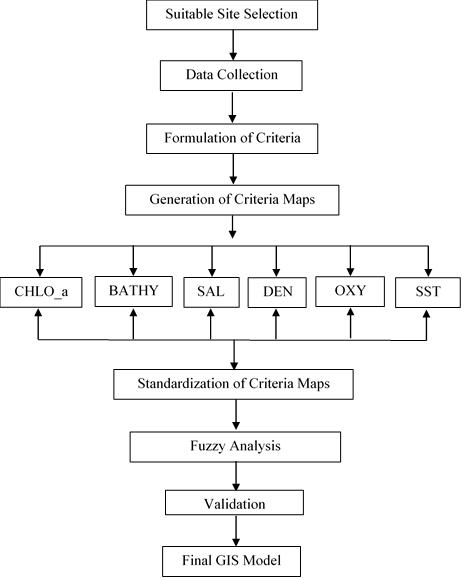 Suitable Site Selection
Data Collection
Formulation of Criteria
Generation of Criteria Maps
CHLO_a
BATHY
SAL
DEN
OXY
SST
Standardization of Criteria Maps
Fuzzy Analysis
Validation
Final GIS Model